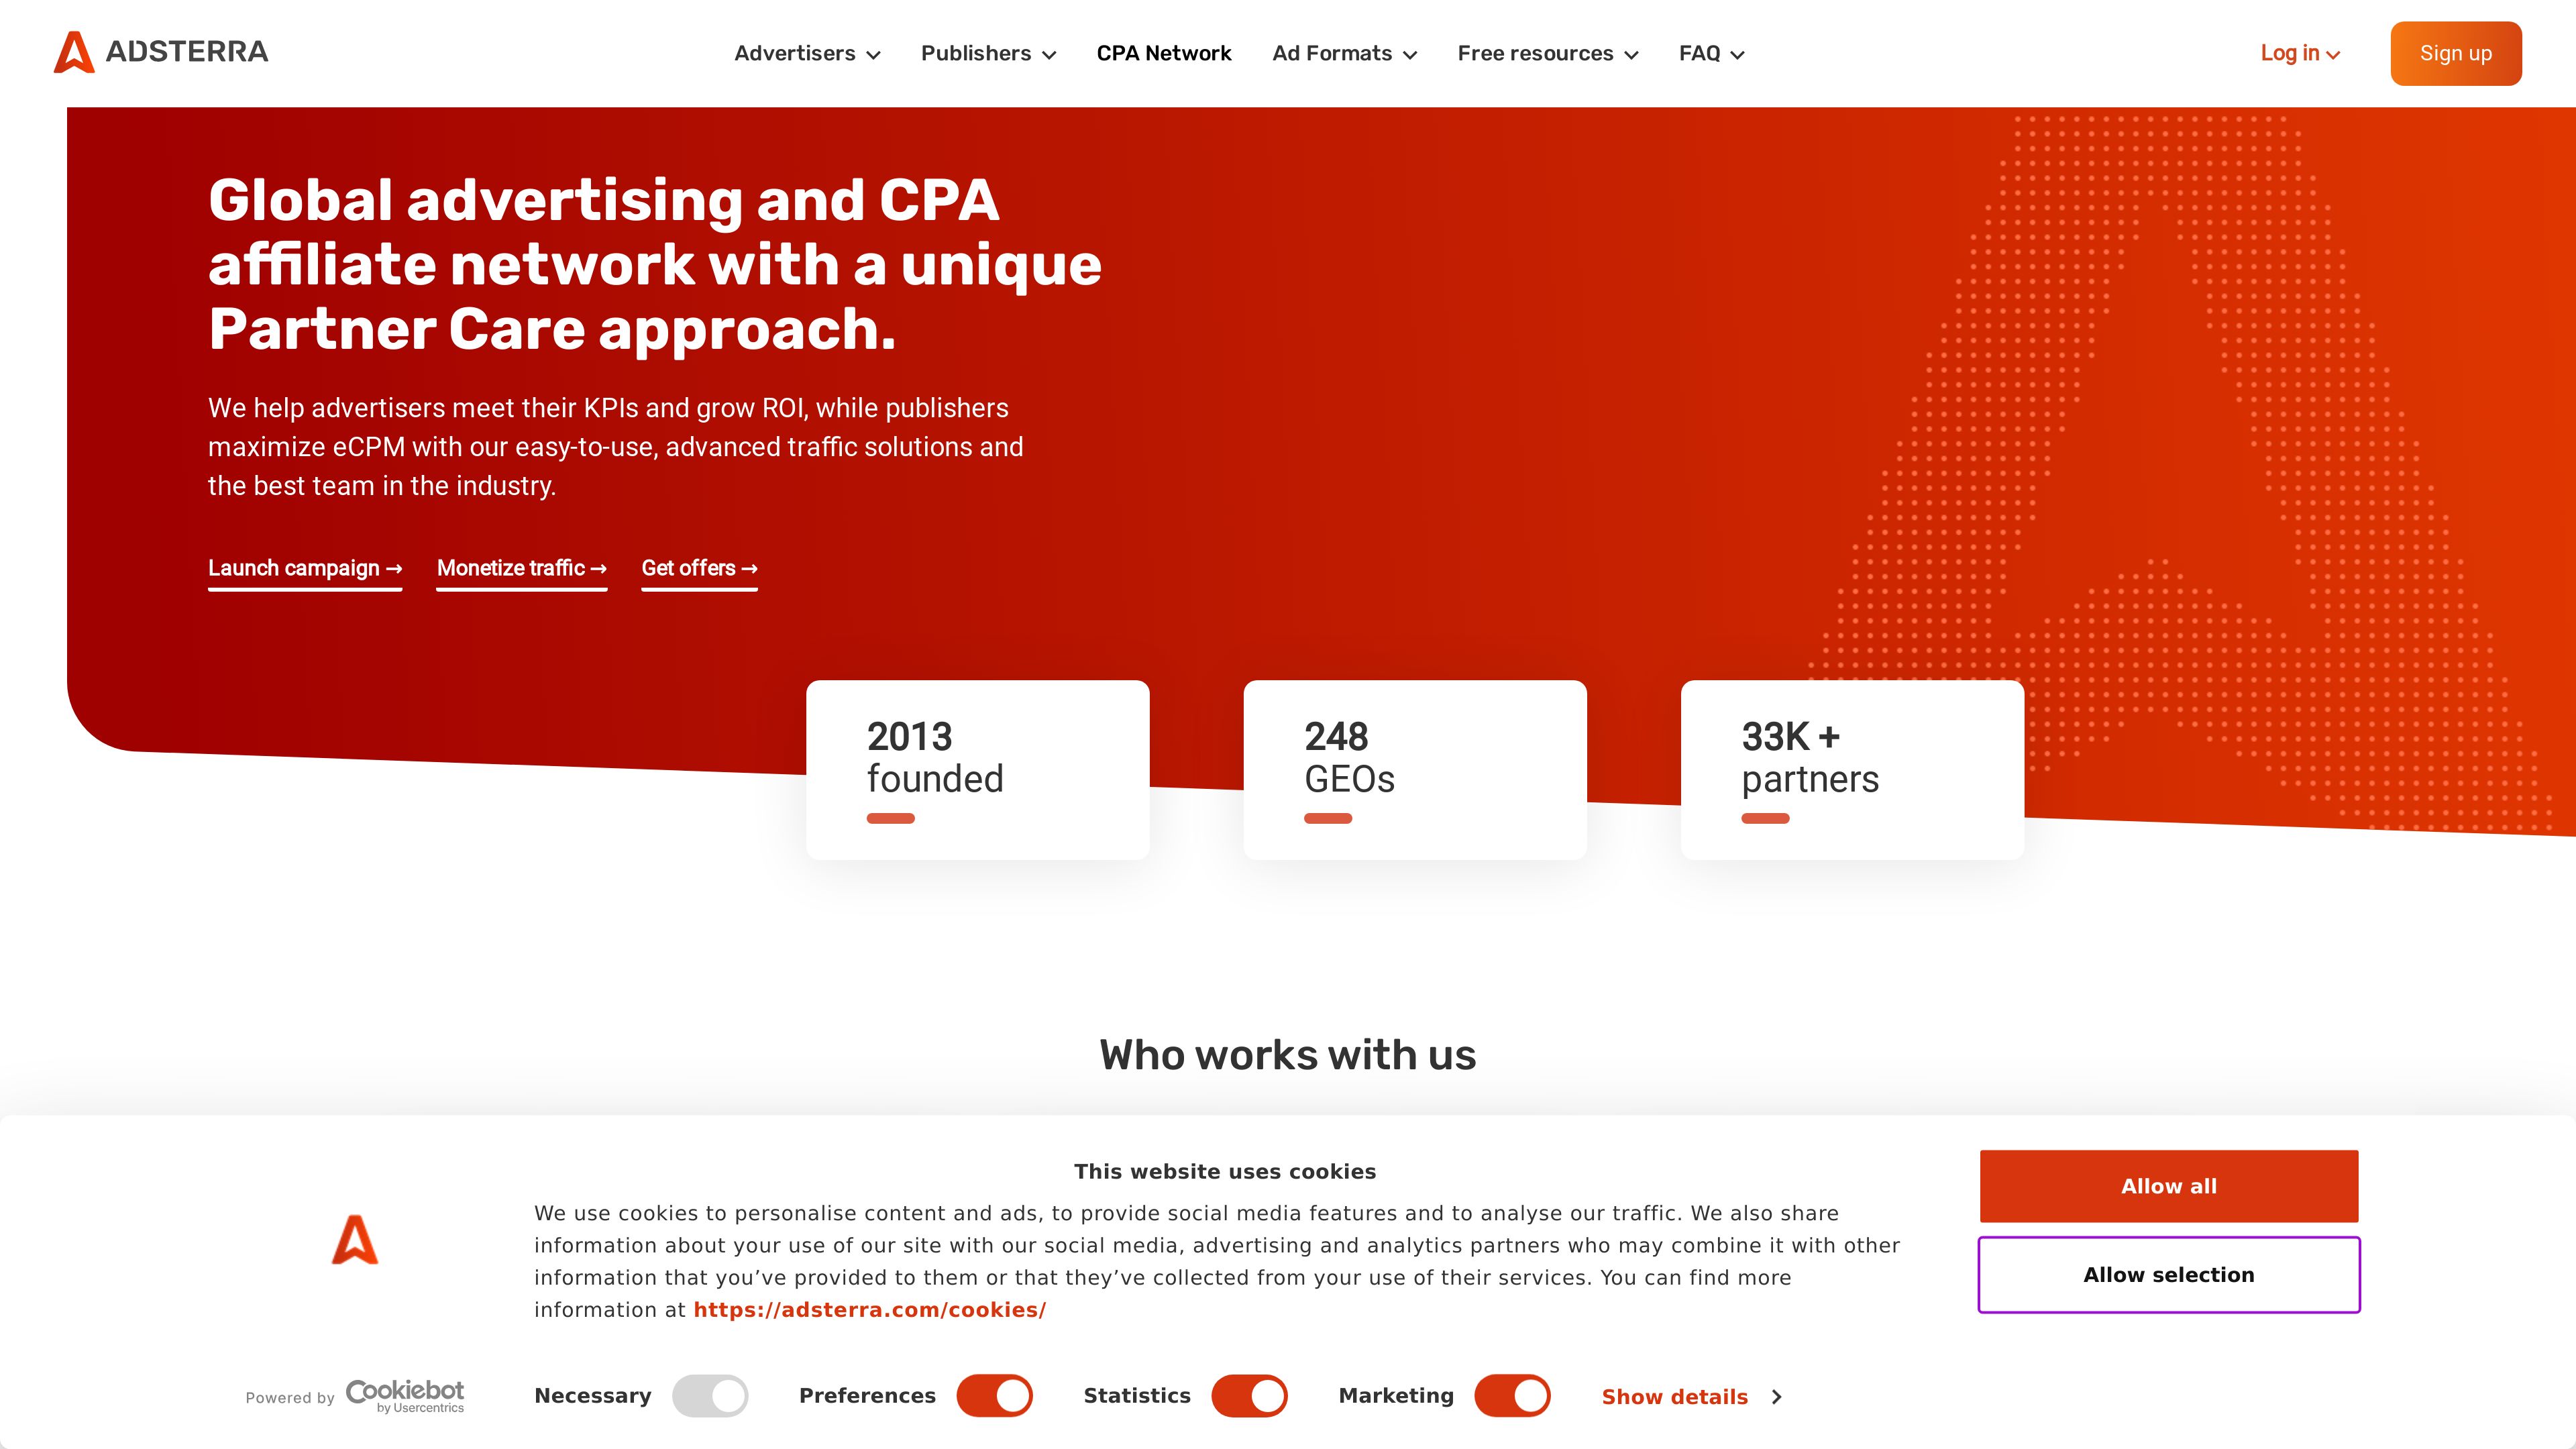 ADSTERRA
Advertisers Publishers CPA Network Ad Formats Free resources FAQ Log in Sign up
Global advertising and CPA
affiliate network with a unique
Partner Care approach.
We help advertisers meet their KPIs and grow ROI, while publishers
maximize eCPM with our easy-to-use, advanced traffic solutions and
the best team in the industry.
Launch campaign → Monetize traffic → Get offers →
2013
founded
248
GEOs
33K +
partners
Who works with us
This website uses cookies
We use cookies to personalise content and ads, to provide social media features and to analyse our traffic. We also share
information about your use of our site with our social media, advertising and analytics partners who may combine it with other
information that you’ve provided to them or that they’ve collected from your use of their services. You can find more
information at https://adsterra.com/cookies/
Allow all
Allow selection
Powered by Cookiebot
by Usercentrics
Necessary Preferences Statistics Marketing Show details